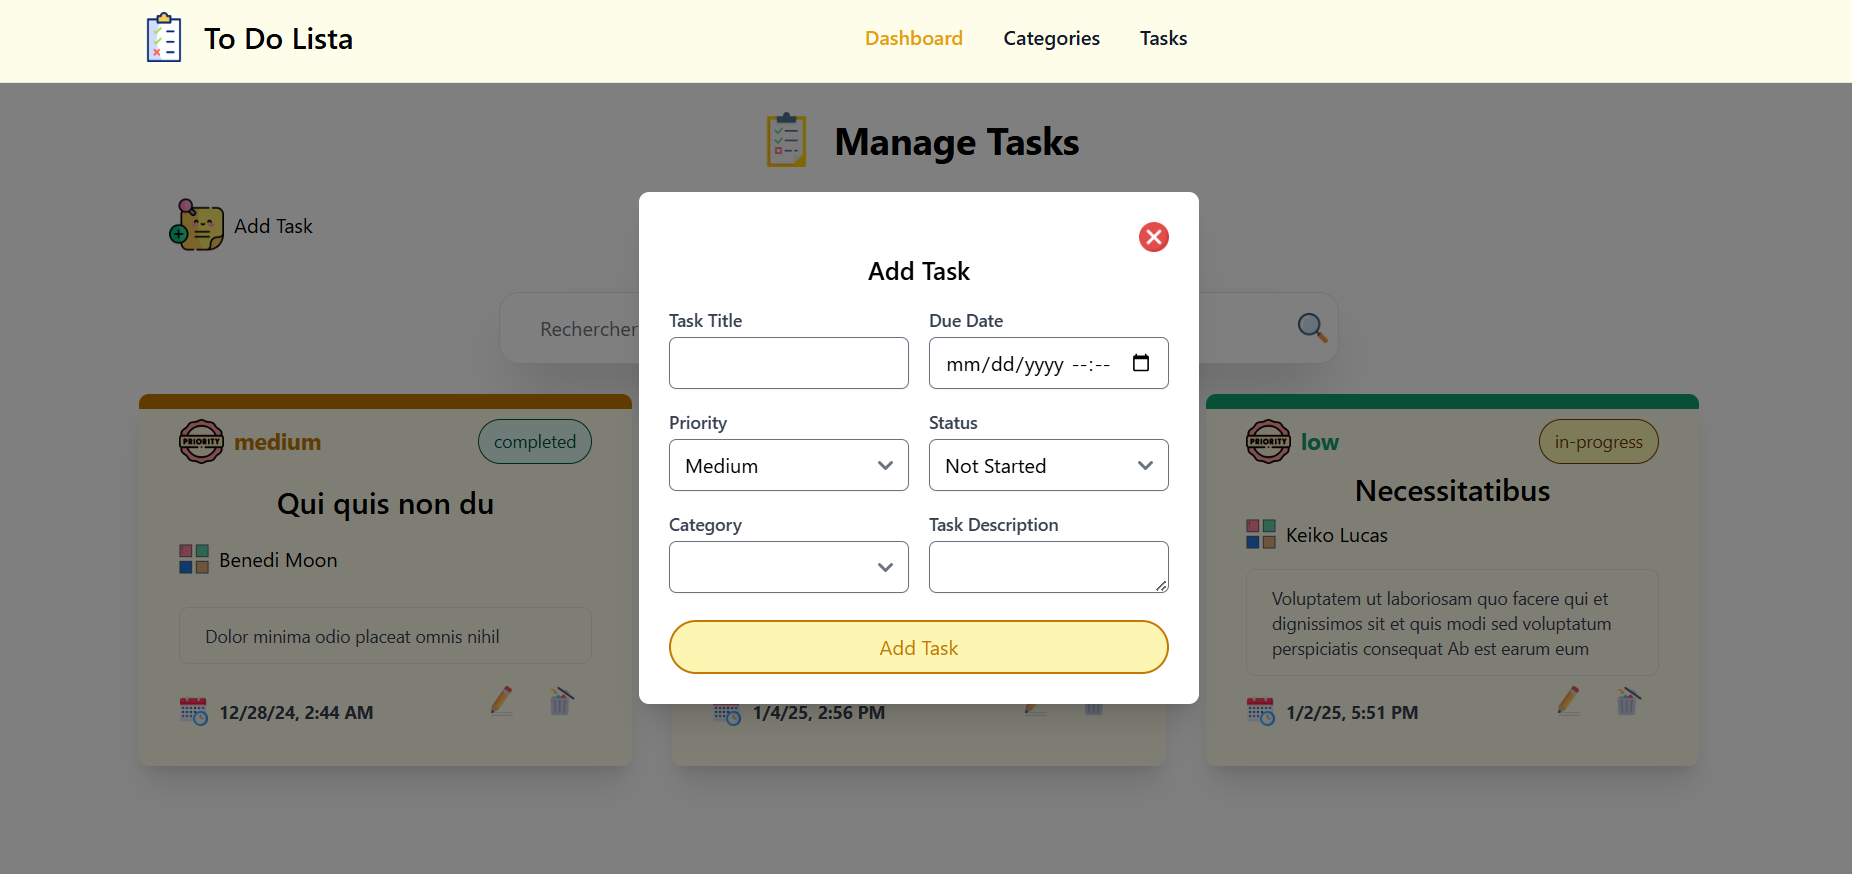 To Do Lista
Dashboard Categories Tasks
Manage Tasks
Add Task
Rechercher
PRIORITY medium
completed
Qui quis non du
Benedi Moon
Dolor minima odio placeat omnis nihil
12/28/24, 2:44 AM
Add Task
Task Title
Due Date
mm/dd/yyyy --:--
Priority
Medium
Status
Not Started
Category
Task Description
Add Task
1/4/25, 2:56 PM
PRIORITY low
in-progress
Necessitatibus
Keiko Lucas
Voluptatem ut laboriosam quo facere qui et
dignissimos sit et quis modi sed voluptatum
perspiciatis consequat Ab est earum eum
1/2/25, 5:51 PM